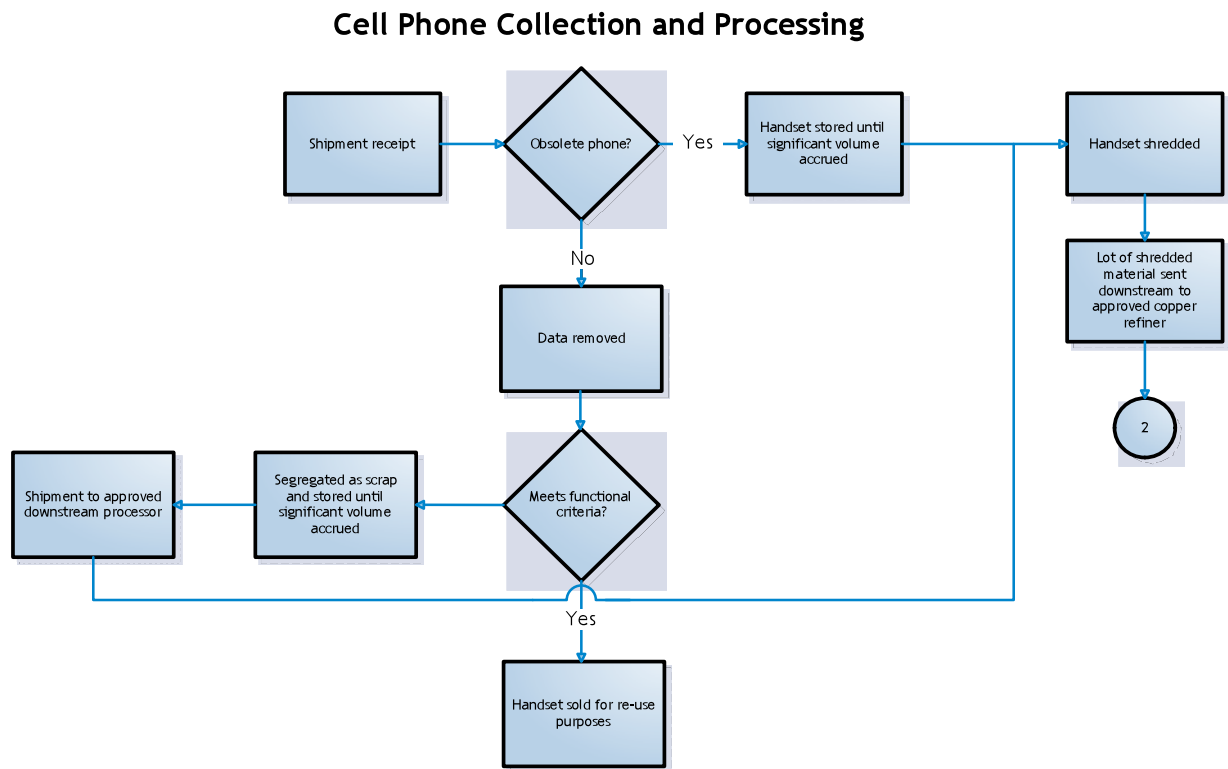 Cell Phone Collection and Processing
Shipment receipt
Obsolete phone?
Yes
Handset stored until
significant volume
accrued
Handset shredded
No
Lot of shredded
material sent
downstream to
approved copper
refiner
Data removed
2
Shipment to approved
downstream processor
Segregated as scrap
and stored until
significant volume
accrued
Meets functional
criteria?
Yes
Handset sold for re-use
purposes